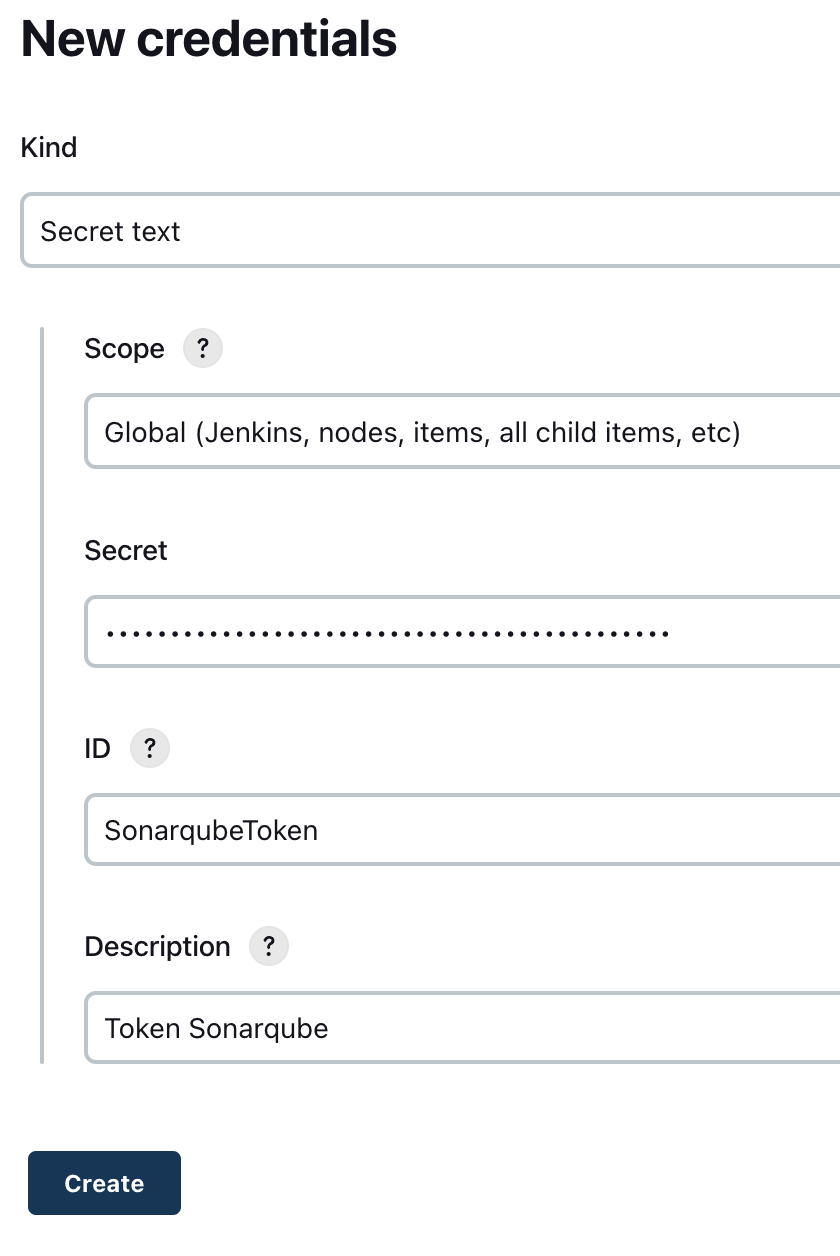 New credentials
Kind
Secret text
Scope ?
Global (Jenkins, nodes, items, all child items, etc)
Secret
••••••••••••••••••••••••••••••••••••••••••••
ID ?
SonarqubeToken
Description ?
Token Sonarqube
Create